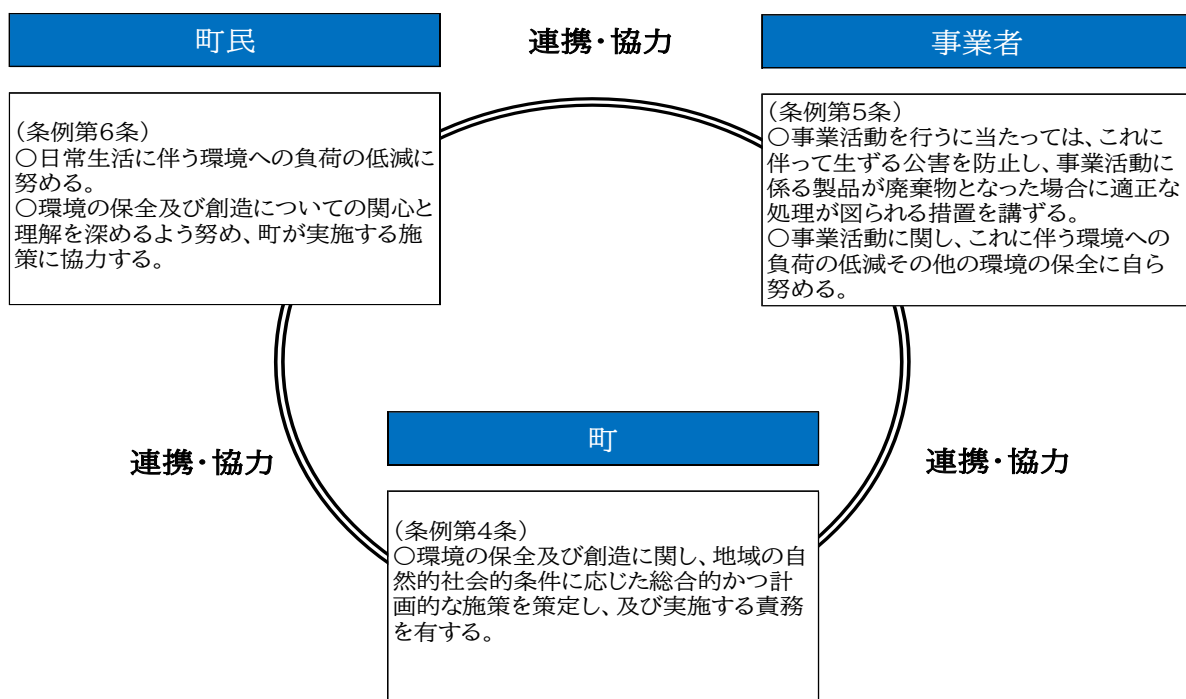 町民
連携・協力
事業者
(条例第6条)
〇日常生活に伴う環境への負荷の低減に
努める。
〇環境の保全及び創造についての関心と
理解を深めるよう努め、町が実施する施
策に協力する。
(条例第5条)
〇事業活動を行うに当たっては、これに
伴って生ずる公害を防止し、事業活動に
係る製品が廃棄物となった場合に適正な
処理が図られる措置を講ずる。
〇事業活動に関し、これに伴う環境への
負荷の低減その他の環境の保全に自ら
努める。
連携・協力
町
連携・協力
(条例第4条)
〇環境の保全及び創造に関し、地域の自
然的社会的条件に応じた総合的かつ計
画的な施策を策定し、及び実施する責務
を有する。